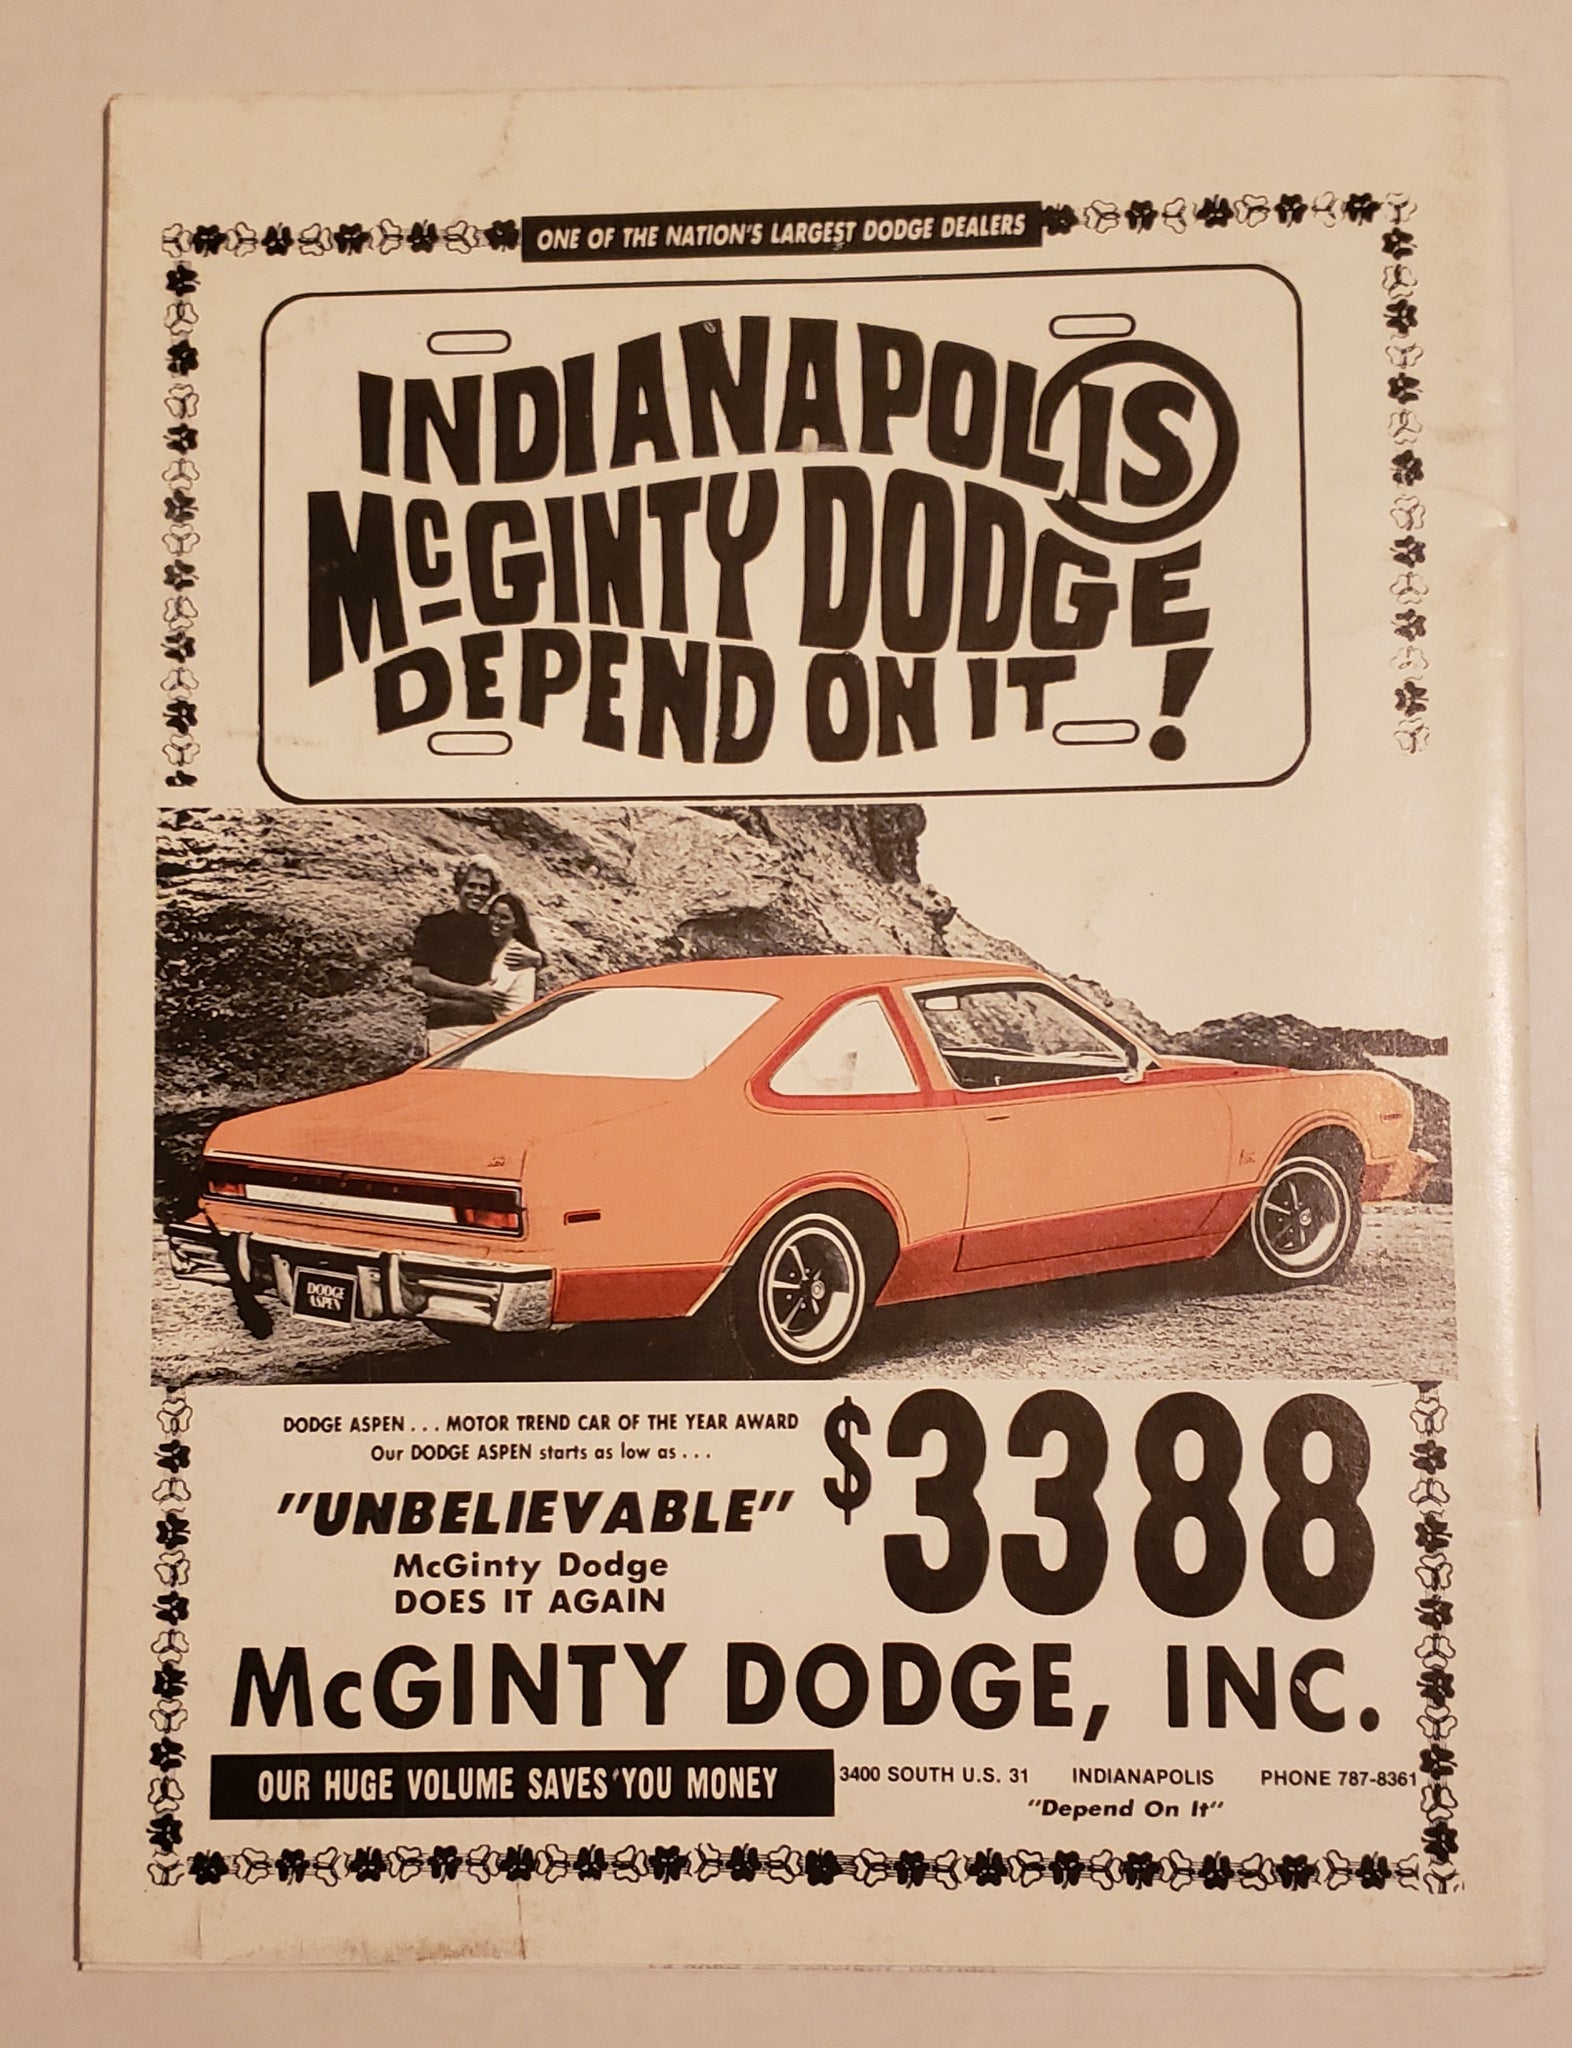 ONE OF THE NATION'S LARGEST DODGE DEALERS
INDIANAPOLIS
McGINTY DODGE
DEPEND ON IT!
DODGE
ASPEN
DODGE ASPEN... MOTOR TREND CAR OF THE YEAR AWARD
Our DODGE ASPEN starts as low as...
$3388
"UNBELIEVABLE"
McGinty Dodge
DOES IT AGAIN
McGINTY DODGE, INC.
OUR HUGE VOLUME SAVES YOU MONEY
3400 SOUTH U.S. 31 INDIANAPOLIS PHONE 787-8361
"Depend On It"